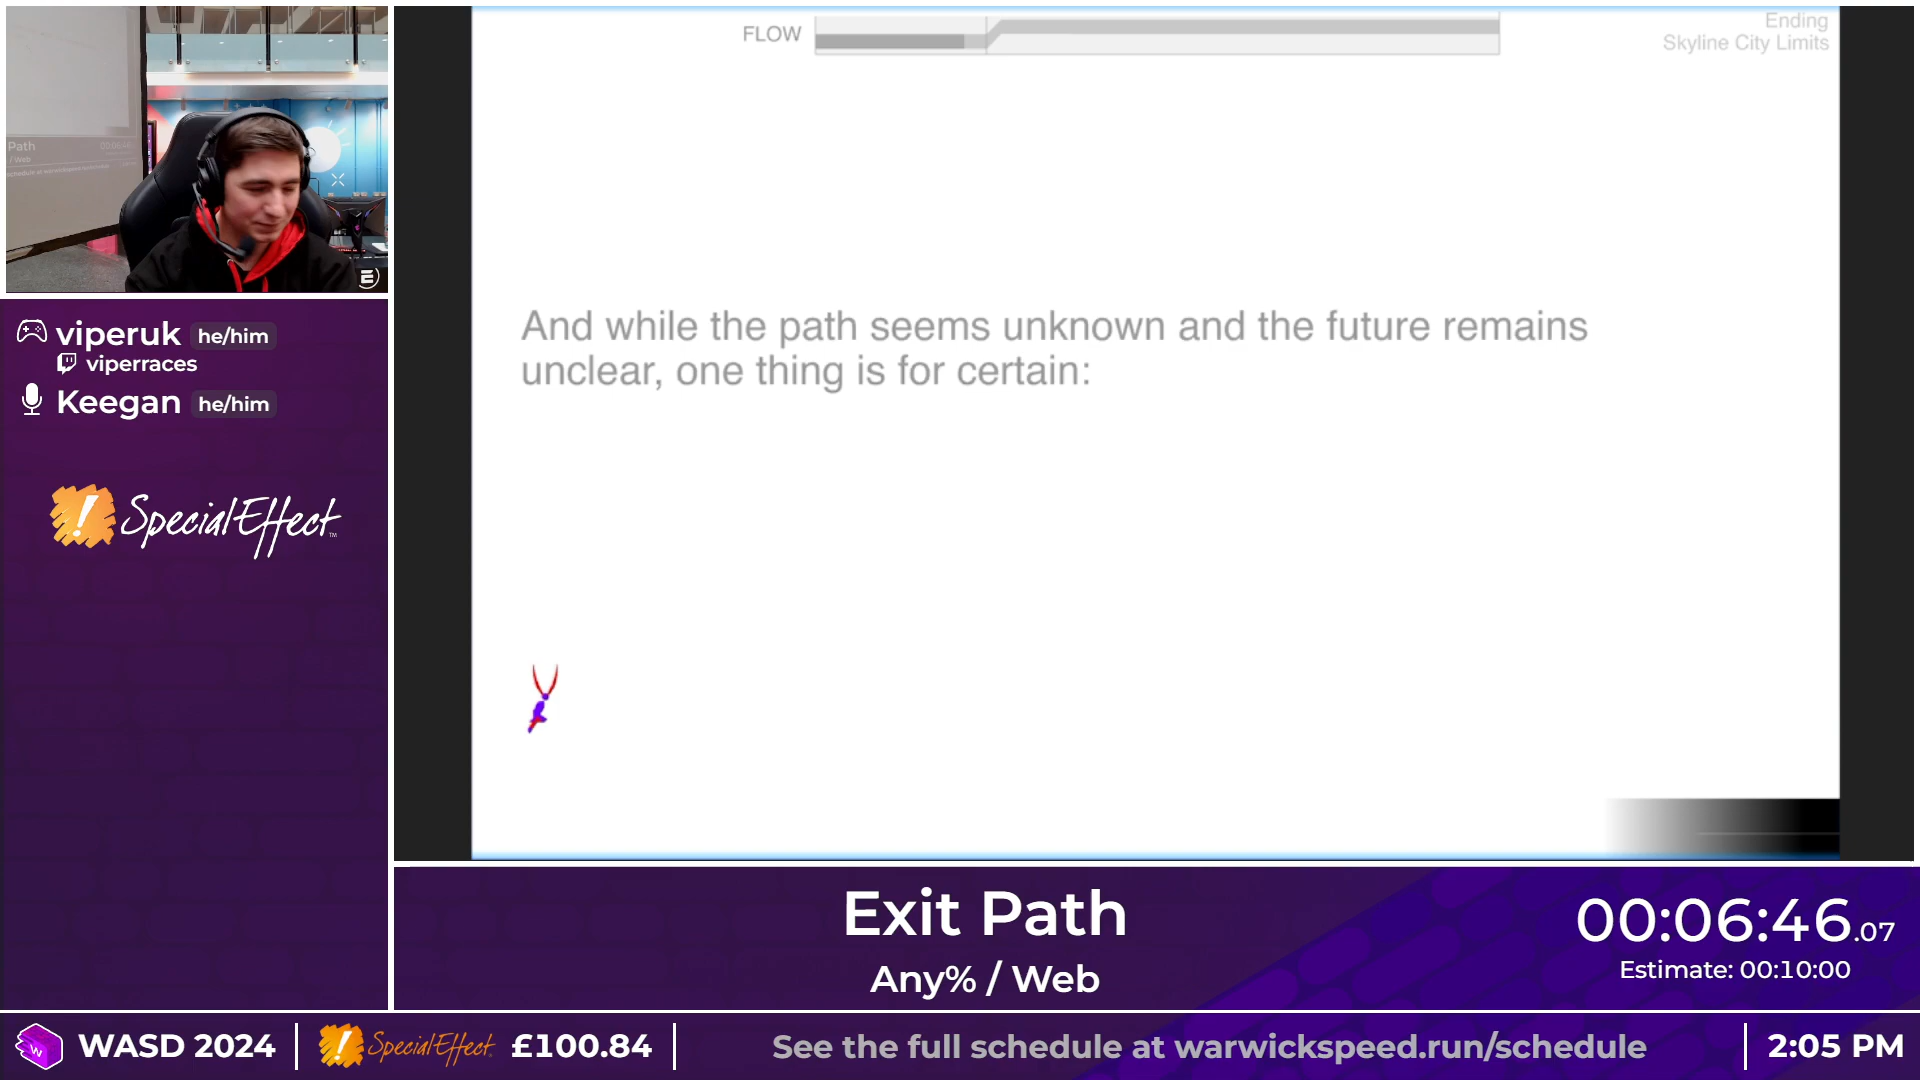 FLOW
Ending
Skyline City Limits
And while the path seems unknown and the future remains
unclear, one thing is for certain:
Path
/ Web
viperuk he/him
viperraces
Keegan he/him
SpecialEffect
Exit Path
Any% / Web
00:06:46.07
Estimate: 00:10:00
WASD 2024
SpecialEffect £100.84
See the full schedule at warwickspeed.run/schedule
2:05 PM